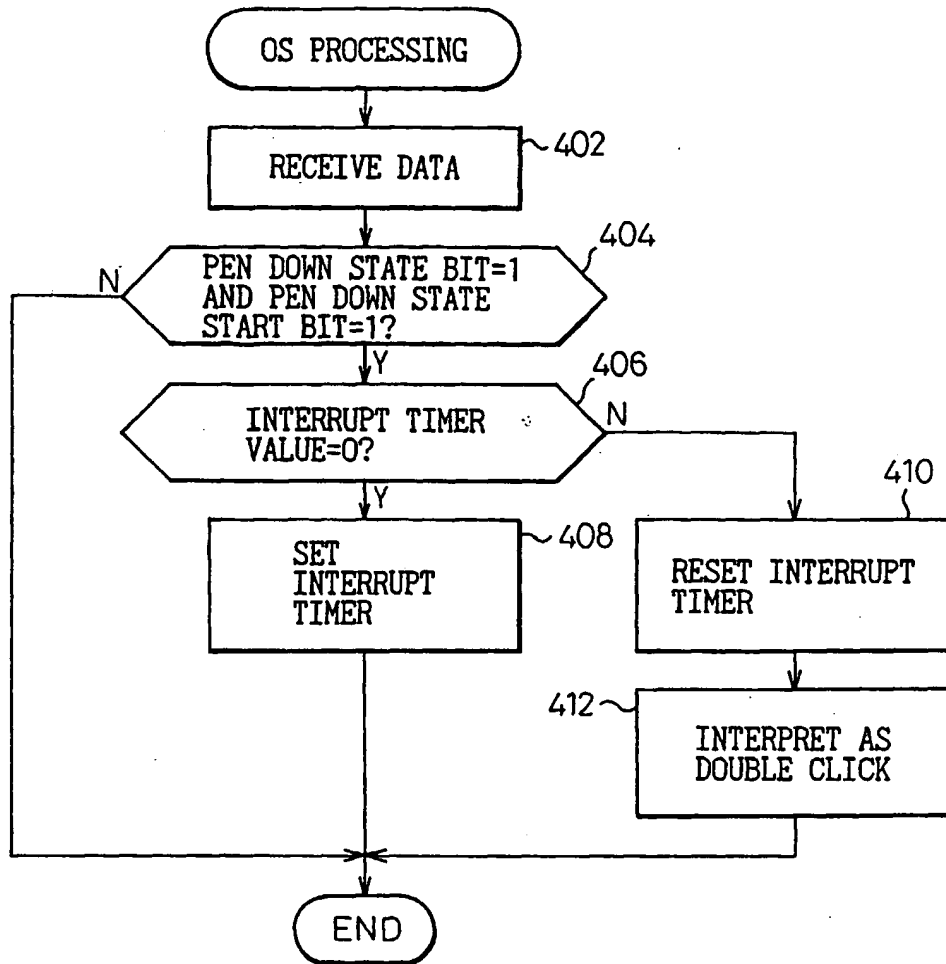 OS PROCESSING
402
RECEIVE DATA
404
N
PEN DOWN STATE BIT=1
AND PEN DOWN STATE
START BIT=1?
Y
406
N
INTERRUPT TIMER
VALUE=0?
Y
408
SET
INTERRUPT
TIMER
410
RESET INTERRUPT
TIMER
412
INTERPRET AS
DOUBLE CLICK
END